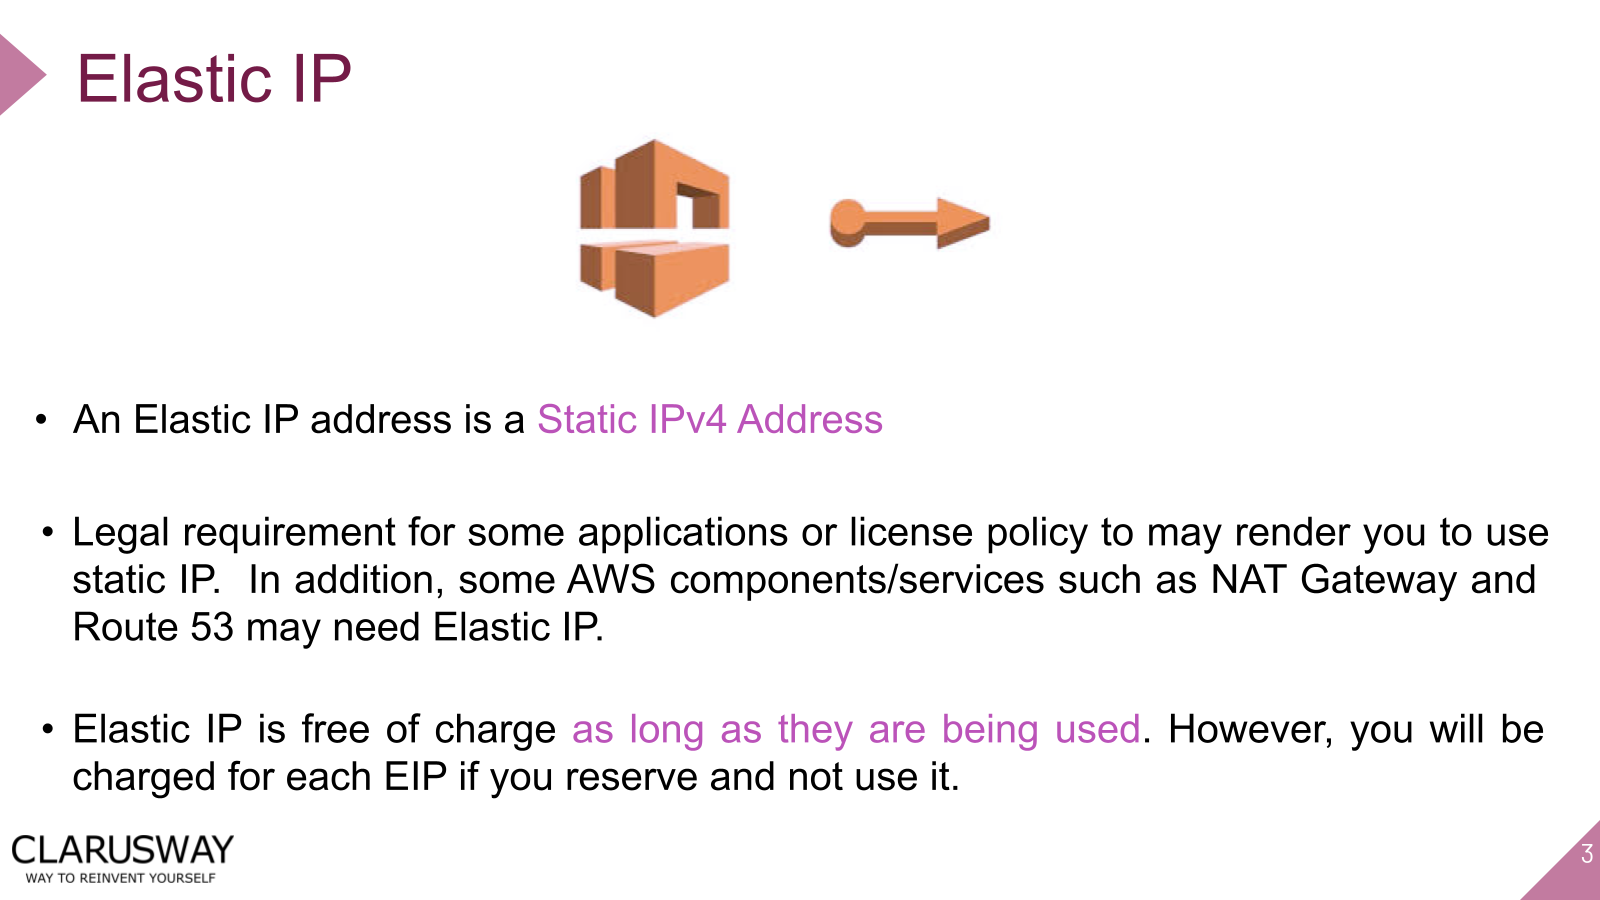 Elastic IP
• An Elastic IP address is a Static IPv4 Address
• Legal requirement for some applications or license policy to may render you to use
static IP.  In addition, some AWS components/services such as NAT Gateway and
Route 53 may need Elastic IP.
• Elastic IP is free of charge as long as they are being used. However, you will be
charged for each EIP if you reserve and not use it.
CLARUSWAY
WAY TO REINVENT YOURSELF
3